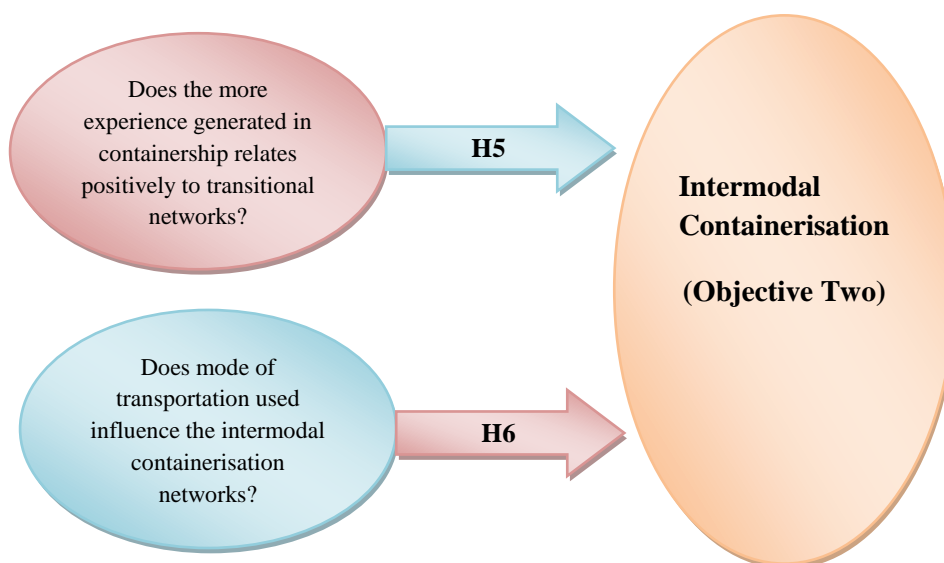 Does the more
experience generated in
containership relates
positively to transitional
networks?
H5
Intermodal
Containerisation
(Objective Two)
Does mode of
transportation used
influence the intermodal
containerisation
networks?
H6